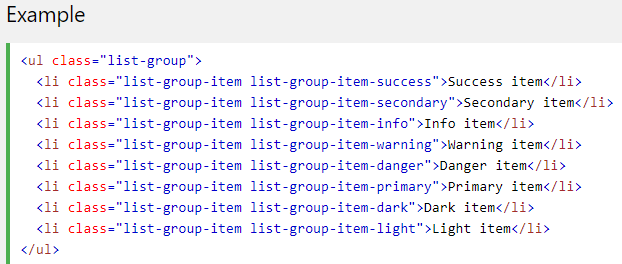 Example
<ul class="list-group">
  <li class="list-group-item list-group-item-success">Success item</li>
  <li class="list-group-item list-group-item-secondary">Secondary item</li>
  <li class="list-group-item list-group-item-info">Info item</li>
  <li class="list-group-item list-group-item-warning">Warning item</li>
  <li class="list-group-item list-group-item-danger">Danger item</li>
  <li class="list-group-item list-group-item-primary">Primary item</li>
  <li class="list-group-item list-group-item-dark">Dark item</li>
  <li class="list-group-item list-group-item-light">Light item</li>
</ul>